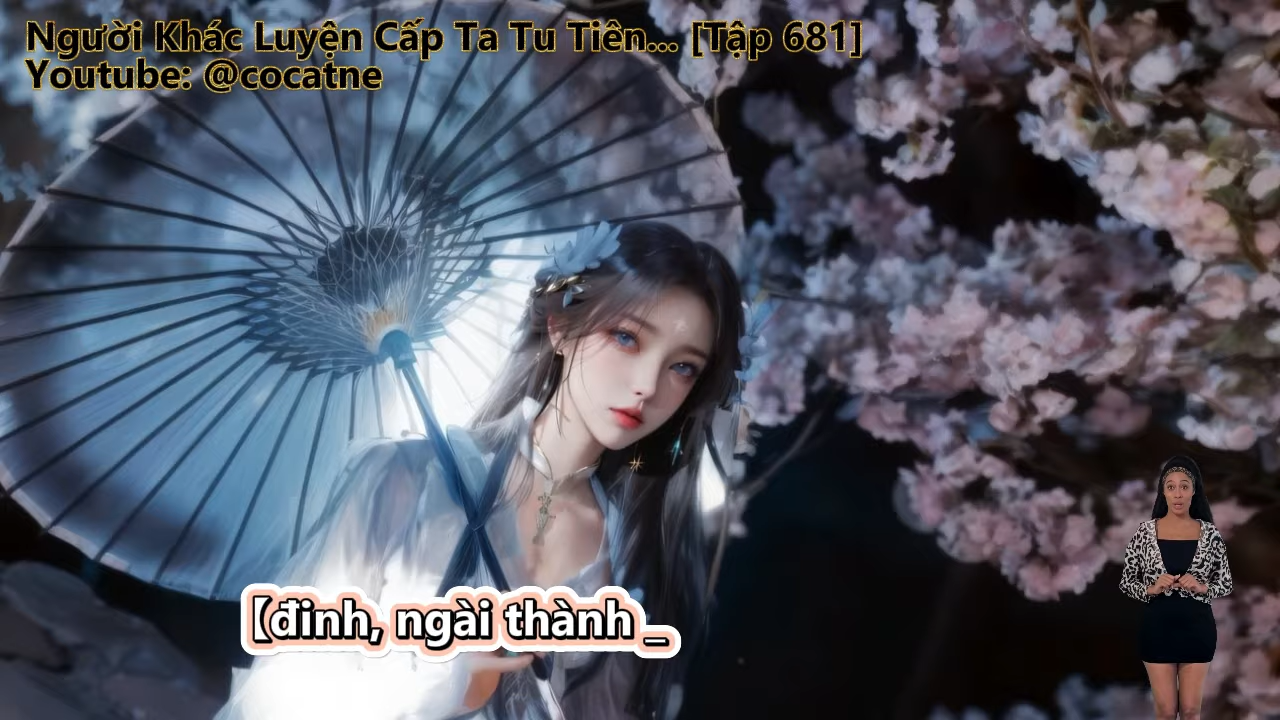 Người Khác Luyện Cấp Ta Tu Tiên... [Tập 681]
Youtube: @cocatne
【đinh, ngài thành _